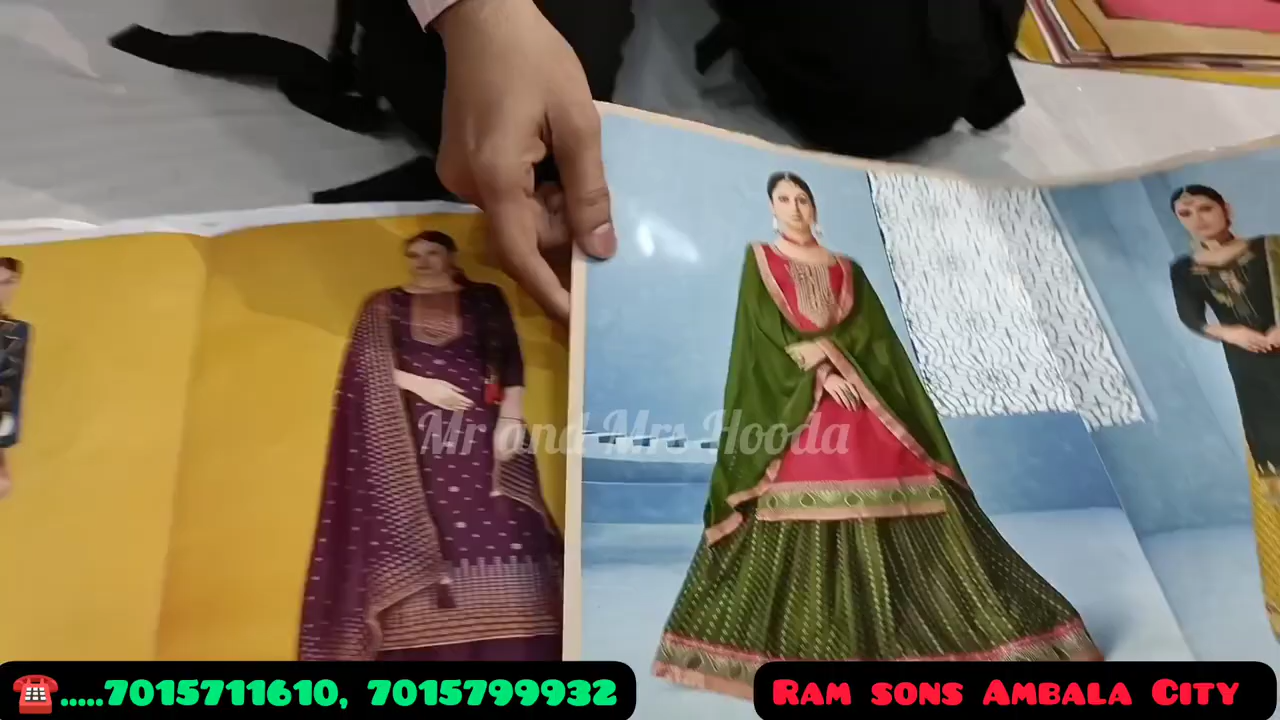 Mr and Mrs Hooda
☎.....7015711610, 7015799932
Ram sons Ambala City